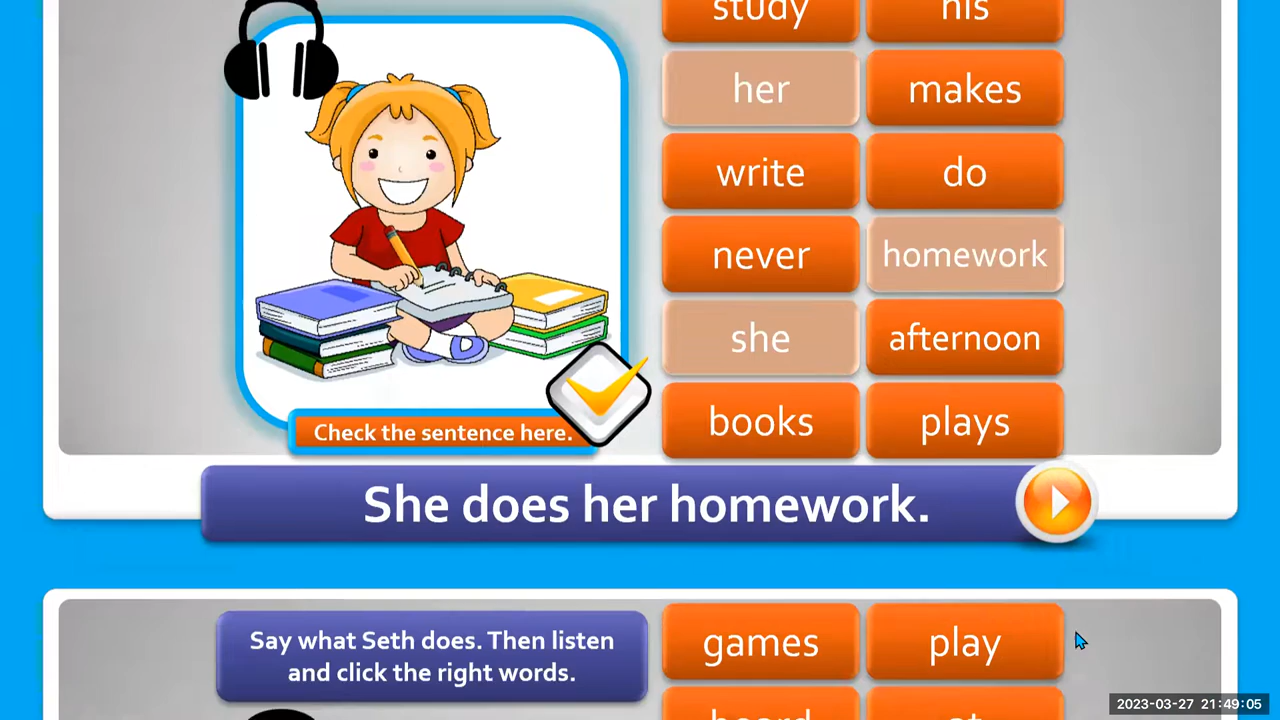 study his
her makes
write do
never homework
she afternoon
books plays
Check the sentence here.
She does her homework.
Say what Seth does. Then listen
and click the right words.
games play
board at
2023-03-27 21:49:05